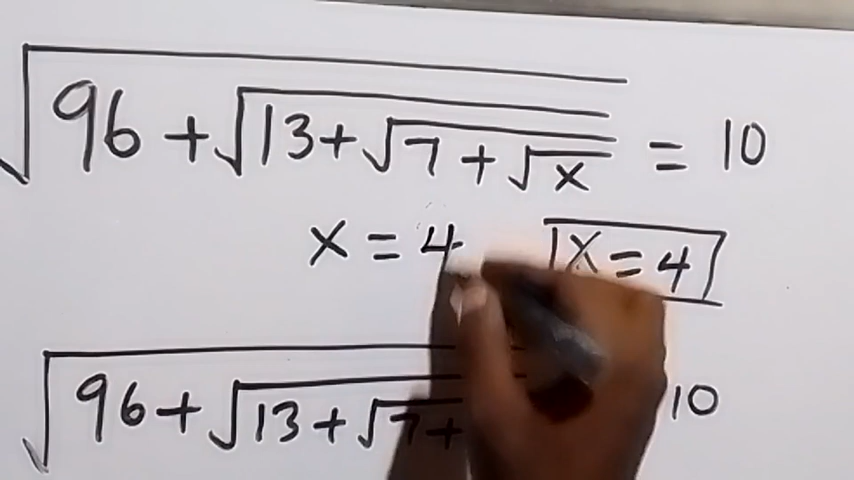 √96 + √13 + √7 + √x = 10
x = 4 x = 4
√96 + √13 + √7 + 10